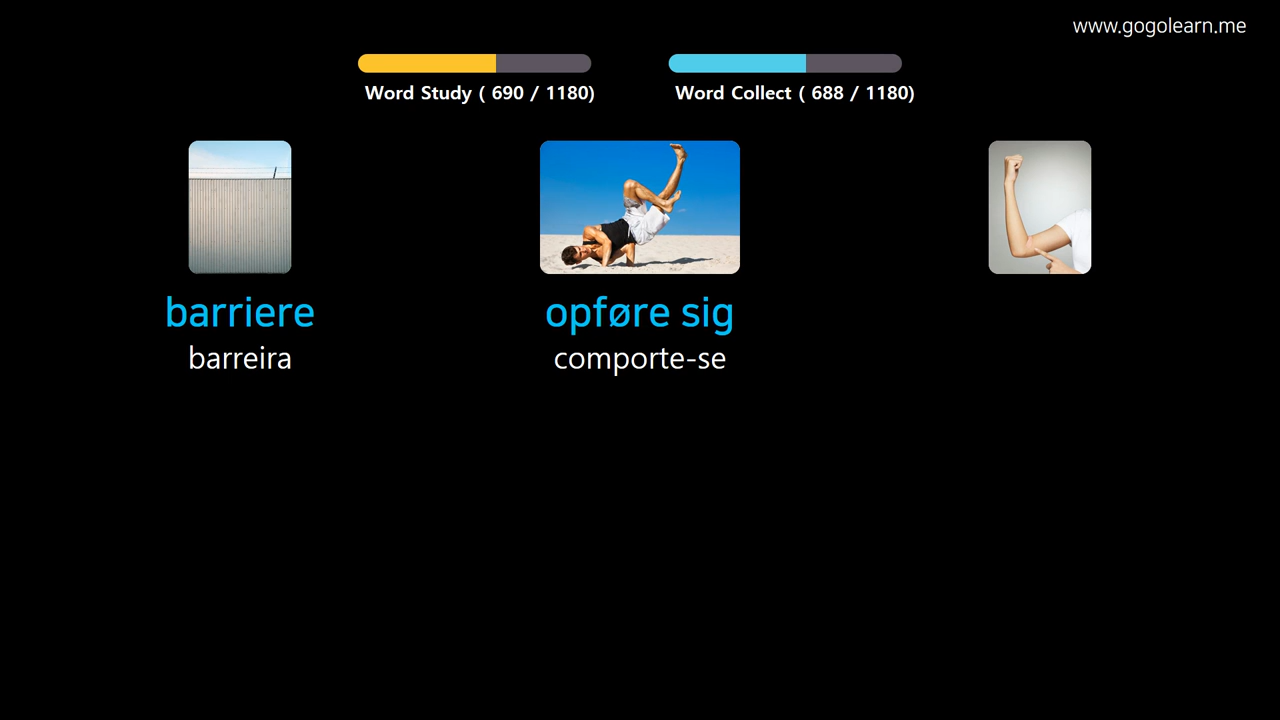 www.gogolearn.me
Word Study ( 690 / 1180)
Word Collect ( 688 / 1180)
barriere
opføre sig
barreira
comporte-se